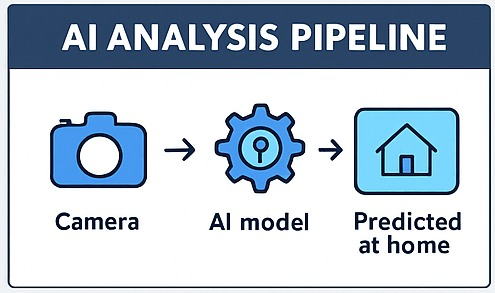 AI ANALYSIS PIPELINE
Camera
AI model
Predicted
at home